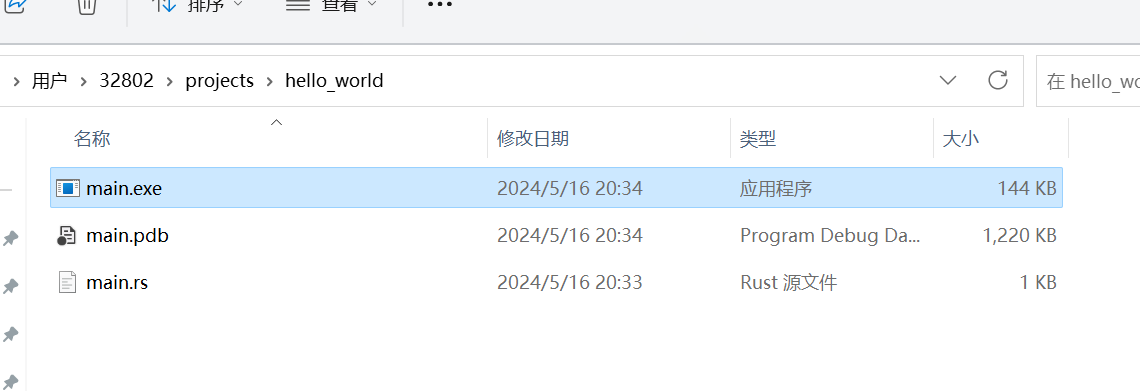 排序 查看
用户 32802 projects hello_world 在 hello_wo
名称 修改日期 类型 大小
main.exe 2024/5/16 20:34 应用程序 144 KB
main.pdb 2024/5/16 20:34 Program Debug Da... 1,220 KB
main.rs 2024/5/16 20:33 Rust 源文件 1 KB